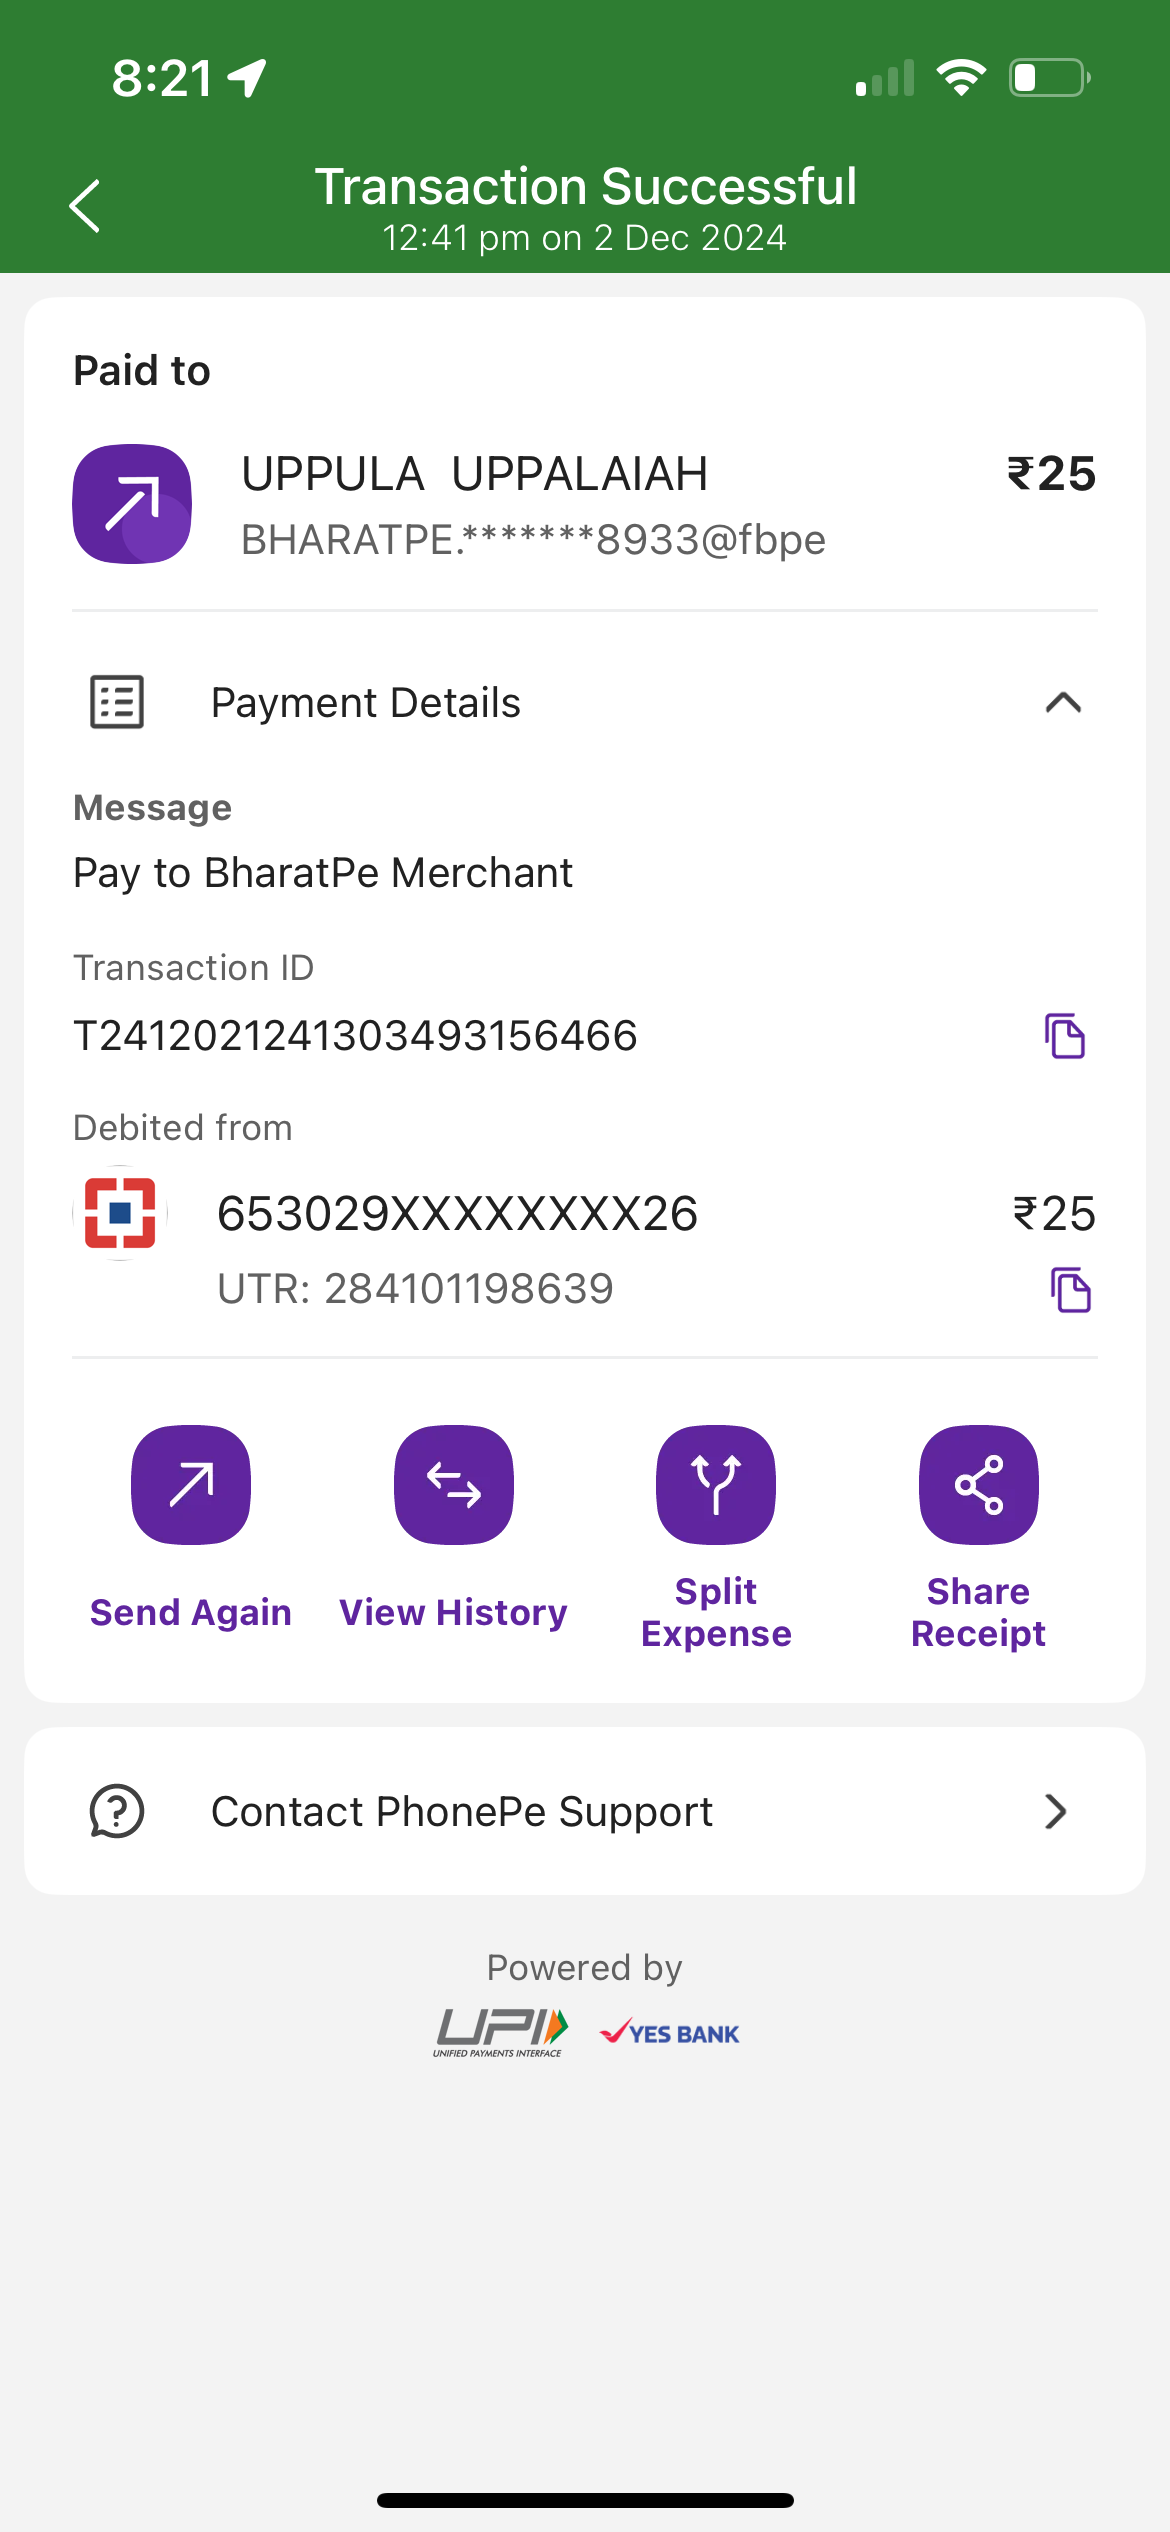 8:21
Transaction Successful
12:41 pm on 2 Dec 2024
Paid to
UPPULA UPPALAIAH ₹25
BHARATPE.*******8933@fbpe
Payment Details
Message
Pay to BharatPe Merchant
Transaction ID
T2412021241303493156466
Debited from
653029XXXXXXXX26 ₹25
UTR: 284101198639
Send Again
View History
Split
Expense
Share
Receipt
Contact PhonePe Support
Powered by
UPI
UNIFIED PAYMENTS INTERFACE
YES BANK